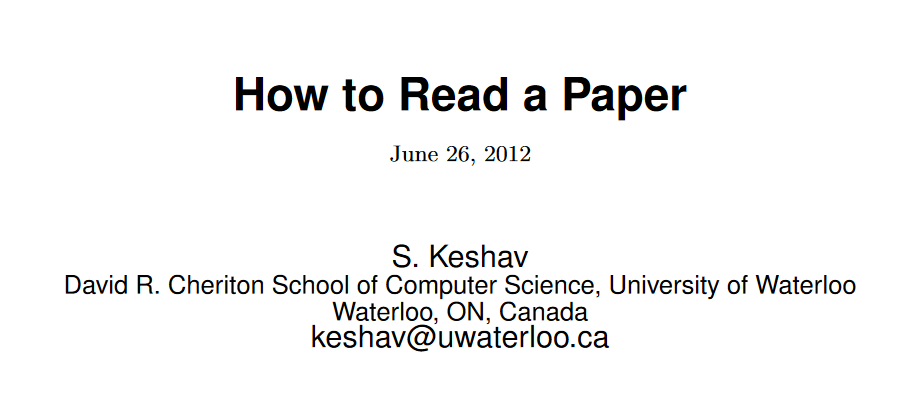 How to Read a Paper
June 26, 2012
S. Keshav
David R. Cheriton School of Computer Science, University of Waterloo
Waterloo, ON, Canada
keshav@uwaterloo.ca